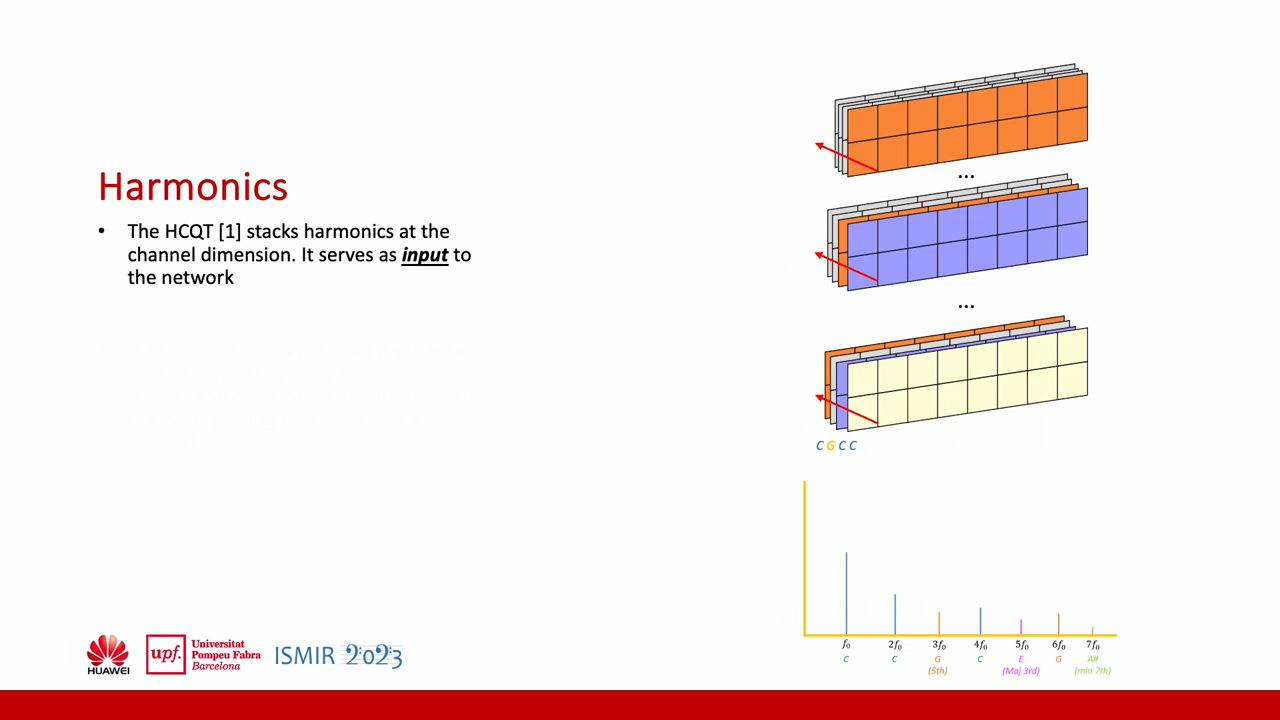 Harmonics
• The HCQT [1] stacks harmonics at the
channel dimension. It serves as input to
the network
...
...
C G C C
f₀ 2f₀ 3f₀ 4f₀ 5f₀ 6f₀ 7f₀
C C G C E G A#
(5th) (Maj 3rd) (min 7th)
HUAWEI
upf. Universitat
Pompeu Fabra
Barcelona
ISMIR 2023